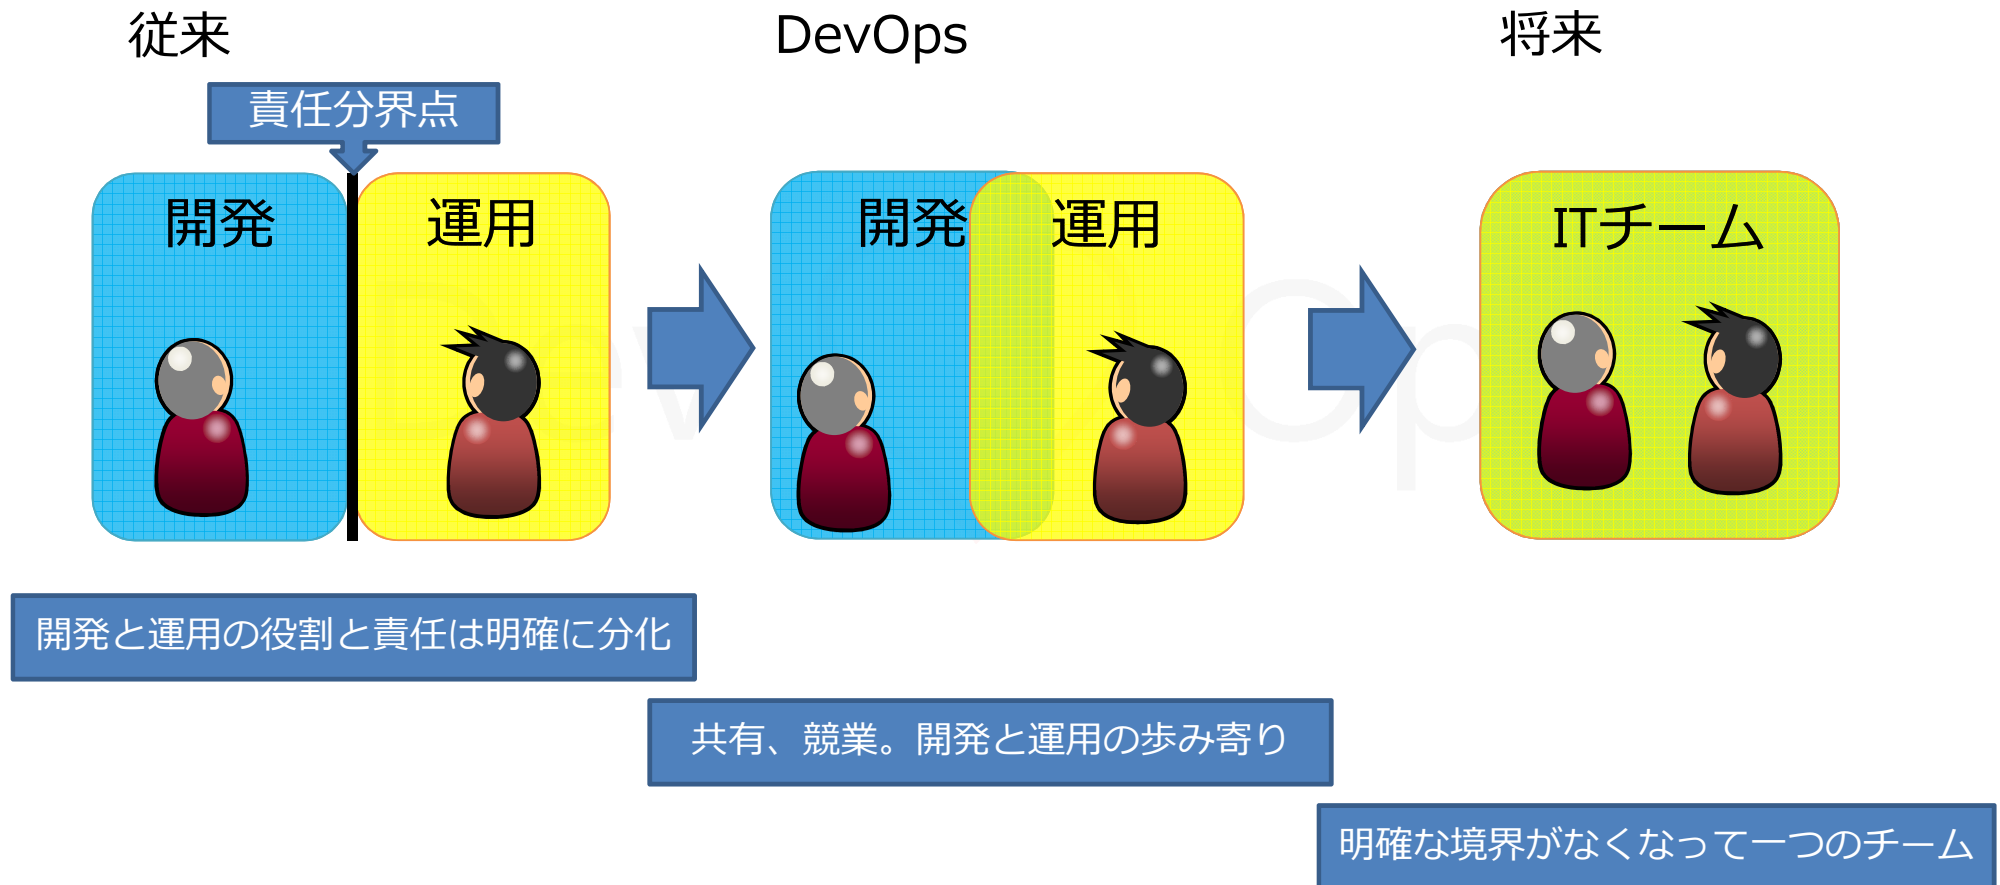 従来
DevOps
将来
責任分界点
開発
運用
開発
運用
ITチーム
DevOps
開発と運用の役割と責任は明確に分化
共有、競業。開発と運用の歩み寄り
明確な境界がなくなって一つのチーム